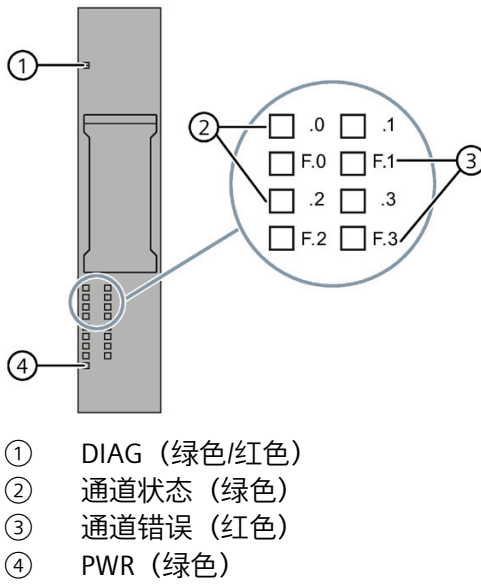 ①
② .0 .1
F.0 F.1 ③
.2 .3
F.2 F.3
④
① DIAG（绿色/红色）
② 通道状态（绿色）
③ 通道错误（红色）
④ PWR（绿色）